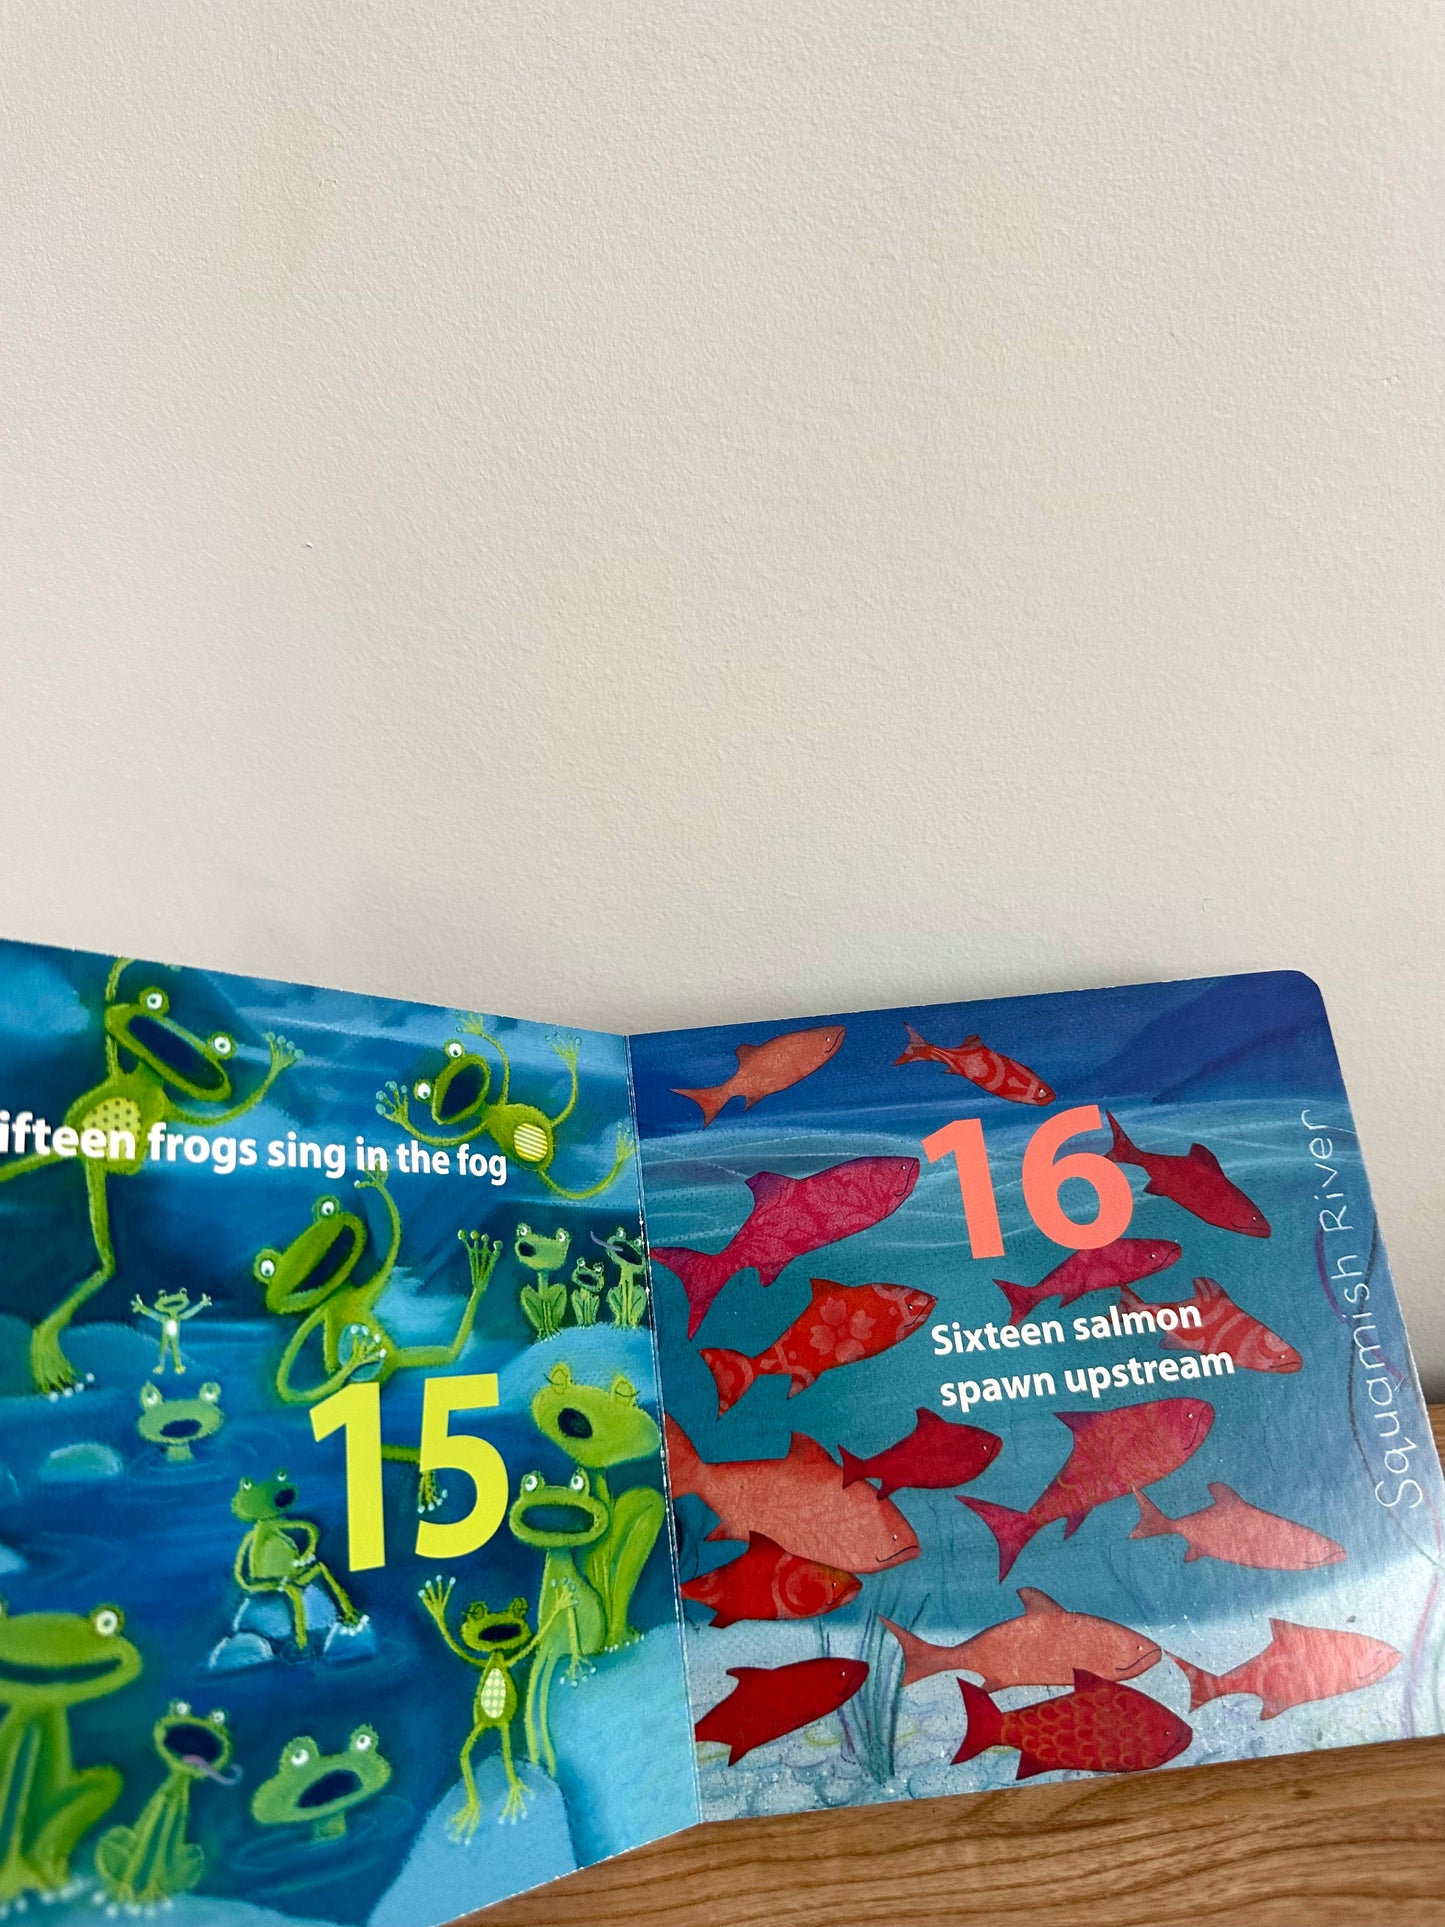 ifteen frogs sing in the fog
15
16
Sixteen salmon
spawn upstream
Squamish River